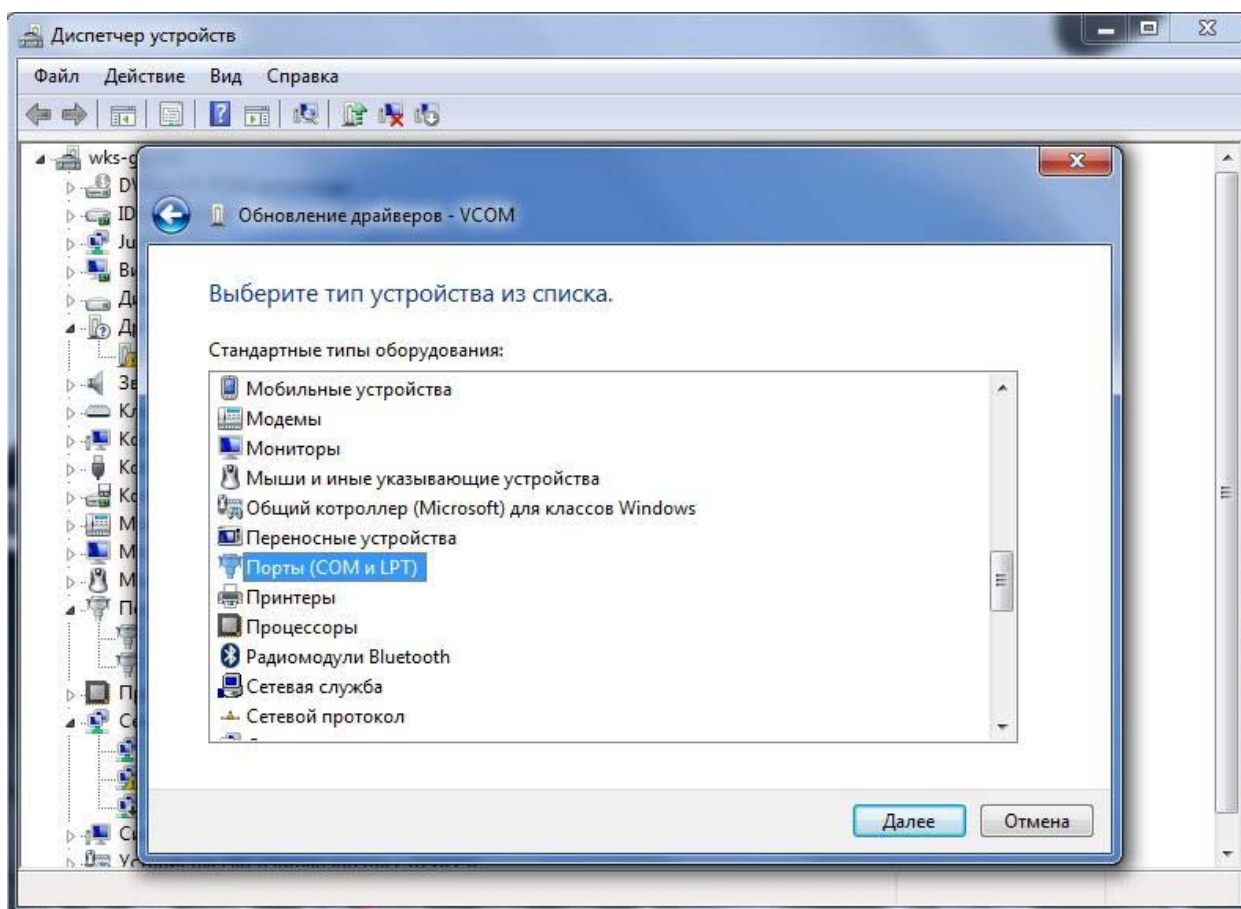 Диспетчер устройств
Файл Действие Вид Справка
Обновление драйверов - VCOM
Выберите тип устройства из списка.
Стандартные типы оборудования:
Мобильные устройства
Модемы
Мониторы
Мыши и иные указывающие устройства
Общий котроллер (Microsoft) для классов Windows
Переносные устройства
Порты (COM и LPT)
Принтеры
Процессоры
Радиомодули Bluetooth
Сетевая служба
Сетевой протокол
Далее Отмена